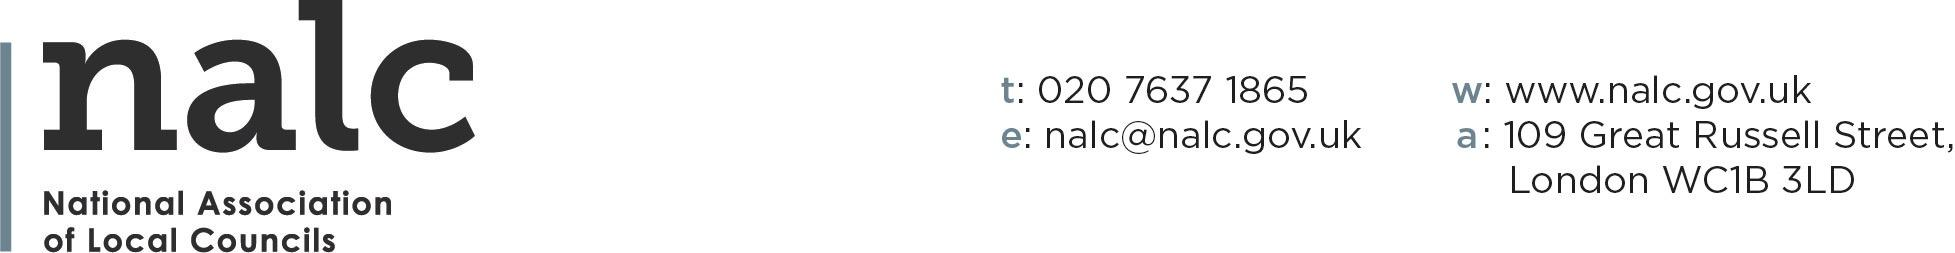 nalc
National Association
of Local Councils
t: 020 7637 1865
e: nalc@nalc.gov.uk
w: www.nalc.gov.uk
a: 109 Great Russell Street,
London WC1B 3LD